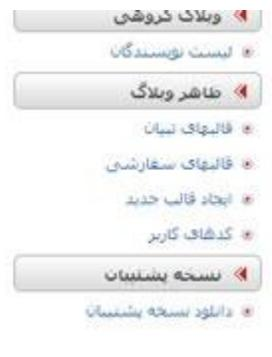 وبلاگ گروهی
لیست نویسندگان
ظاهر وبلاگ
قالبهای تبیان
قالبهای سفارشی
ایجاد قالب جدید
کدهای کاربر
نسخه پشتیبان
دانلود نسخه پشتیبان